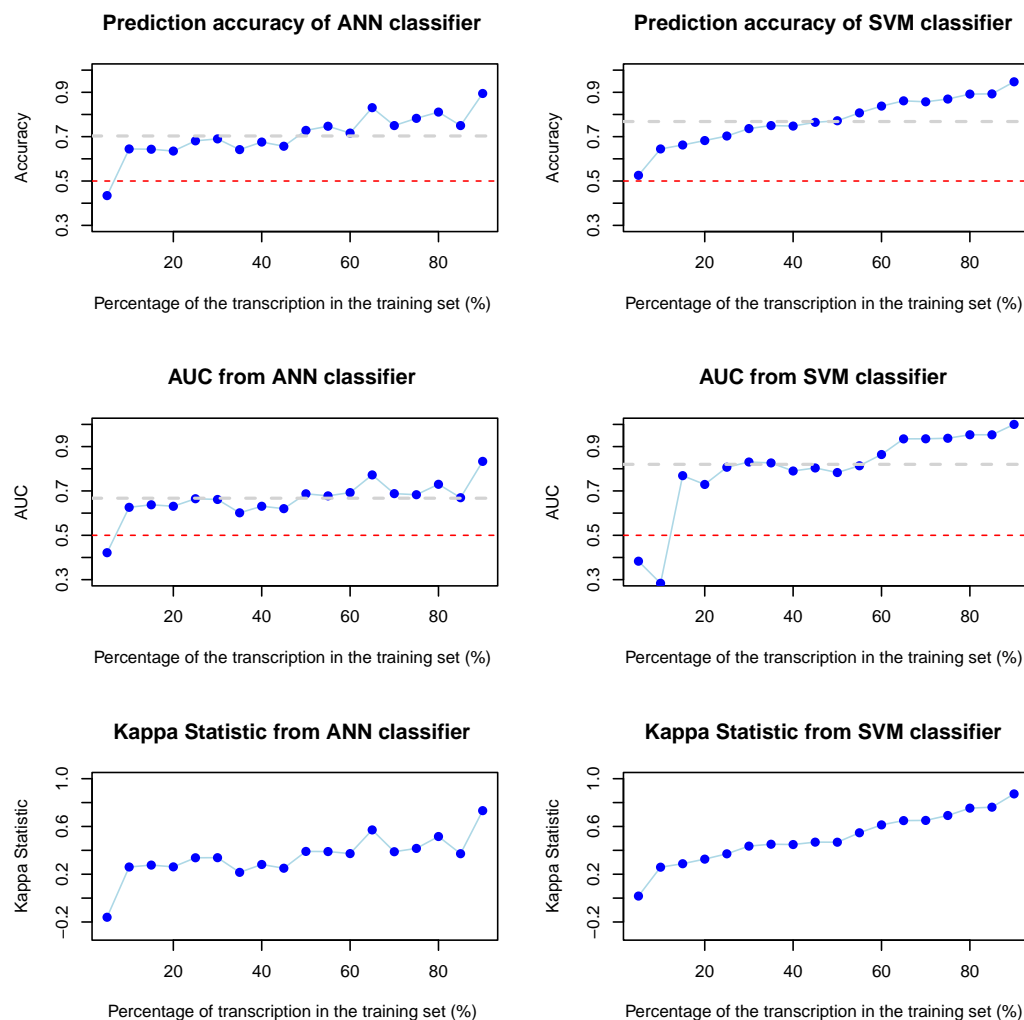 Prediction accuracy of ANN classifier
Accuracy
0.3 0.5 0.7 0.9
20 40 60 80
Percentage of the transcription in the training set (%)
Prediction accuracy of SVM classifier
Accuracy
0.3 0.5 0.7 0.9
20 40 60 80
Percentage of the transcription in the training set (%)
AUC from ANN classifier
AUC
0.3 0.5 0.7 0.9
20 40 60 80
Percentage of the transcription in the training set (%)
AUC from SVM classifier
AUC
0.3 0.5 0.7 0.9
20 40 60 80
Percentage of the transcription in the training set (%)
Kappa Statistic from ANN classifier
Kappa Statistic
−0.2 0.2 0.6 1.0
20 40 60 80
Percentage of transcription in the training set (%)
Kappa Statistic from SVM classifier
Kappa Statistic
−0.2 0.2 0.6 1.0
20 40 60 80
Percentage of transcription in the training set (%)